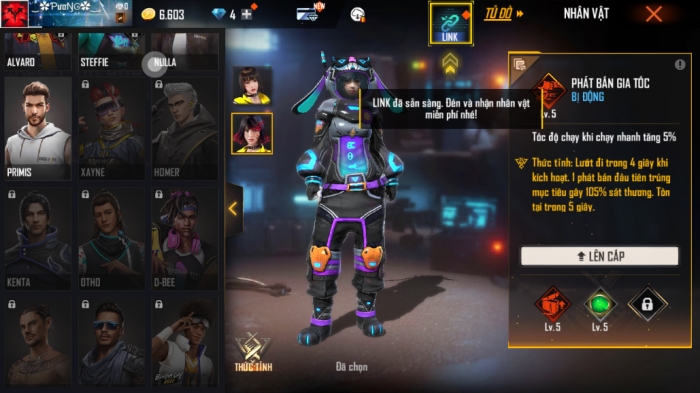 ✲PươNG✲
0
6.603
4
NEW
LINK
TỦ ĐỒ
NHÂN VẬT
ALVARO
STEFFIE
NULLA
PRIMIS
XAYNE
HOMER
KENTA
OTHO
D-BEE
LINK đã sẵn sàng. Đến và nhận nhân vật
miễn phí nhé!
THỨC TỈNH
Đã chọn
PHÁT BẮN GIA TỐC
BỊ ĐỘNG
Lv.5
Tốc độ chạy khi chạy nhanh tăng 5%
Thức tỉnh: Lướt đi trong 4 giây khi
kích hoạt. 1 phát bắn đầu tiên trúng
mục tiêu gây 105% sát thương. Tồn
tại trong 5 giây.
LÊN CẤP
Lv.5
Lv.5